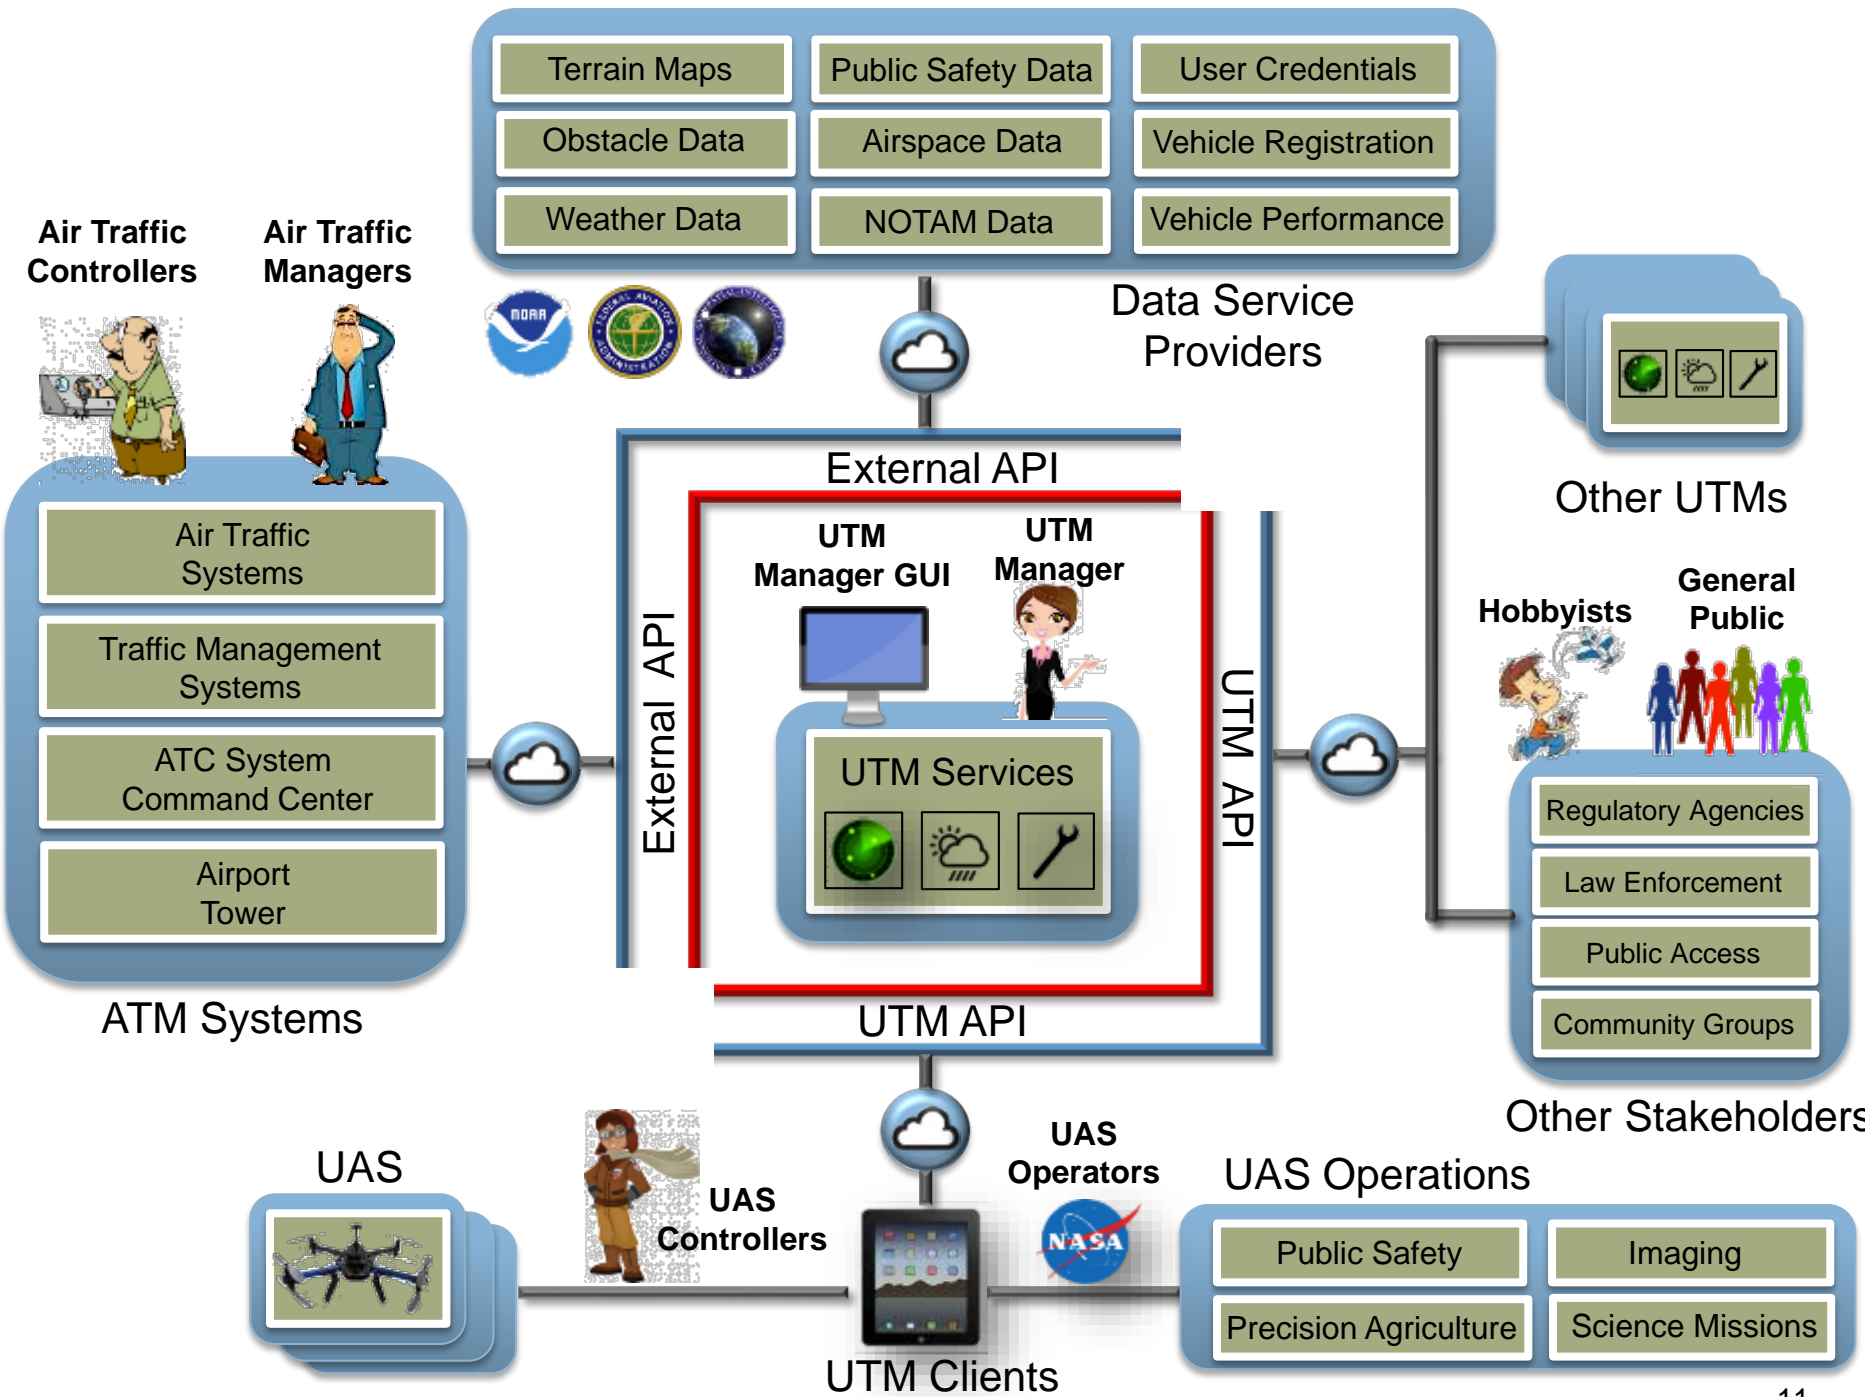 Terrain Maps
Public Safety Data
User Credentials
Obstacle Data
Airspace Data
Vehicle Registration
Weather Data
NOTAM Data
Vehicle Performance
Data Service
Providers
Air Traffic
Controllers
Air Traffic
Managers
NOAA
FEDERAL AVIATION
ADMINISTRATION
Air Traffic
Systems
Traffic Management
Systems
ATC System
Command Center
Airport
Tower
ATM Systems
External API
External API
UTM
Manager GUI
UTM
Manager
UTM Services
UTM API
UTM API
Other UTMs
Hobbyists
General
Public
Regulatory Agencies
Law Enforcement
Public Access
Community Groups
Other Stakeholders
UAS
UAS
Controllers
UTM Clients
UAS
Operators
NASA
UAS Operations
Public Safety
Imaging
Precision Agriculture
Science Missions